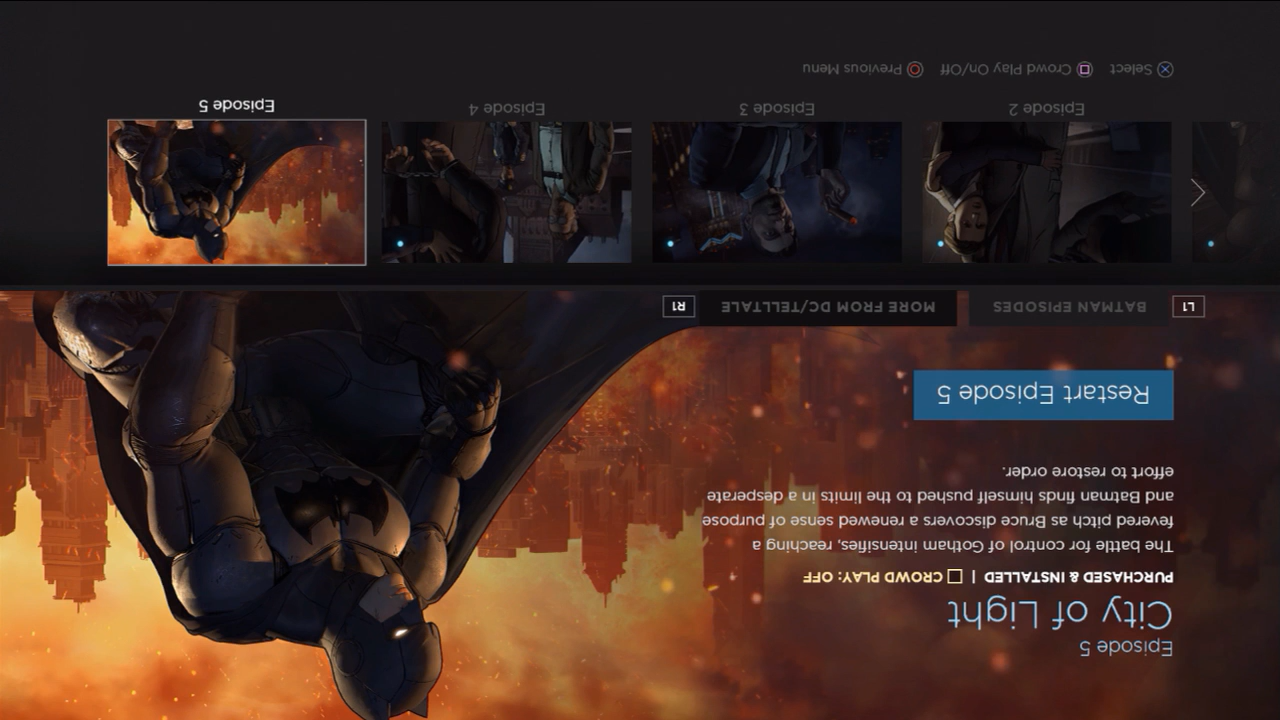 Episode 5
City of Light
PURCHASED & INSTALLED | CROWD PLAY: OFF
The battle for control of Gotham intensifies, reaching a
fevered pitch as Bruce discovers a renewed sense of purpose
and Batman finds himself pushed to the limits in a desperate
effort to restore order.
Restart Episode 5
L1 BATMAN EPISODES MORE FROM DC/TELLTALE R1
Episode 2 Episode 3 Episode 4 Episode 5
Select Crowd Play On/Off Previous Menu